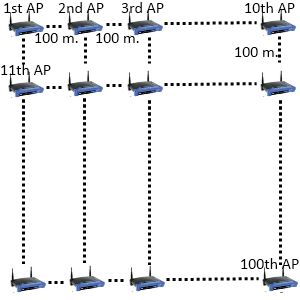 1st AP 2nd AP 3rd AP 10th AP
100 m. 100 m.
100 m.
11th AP
100th AP